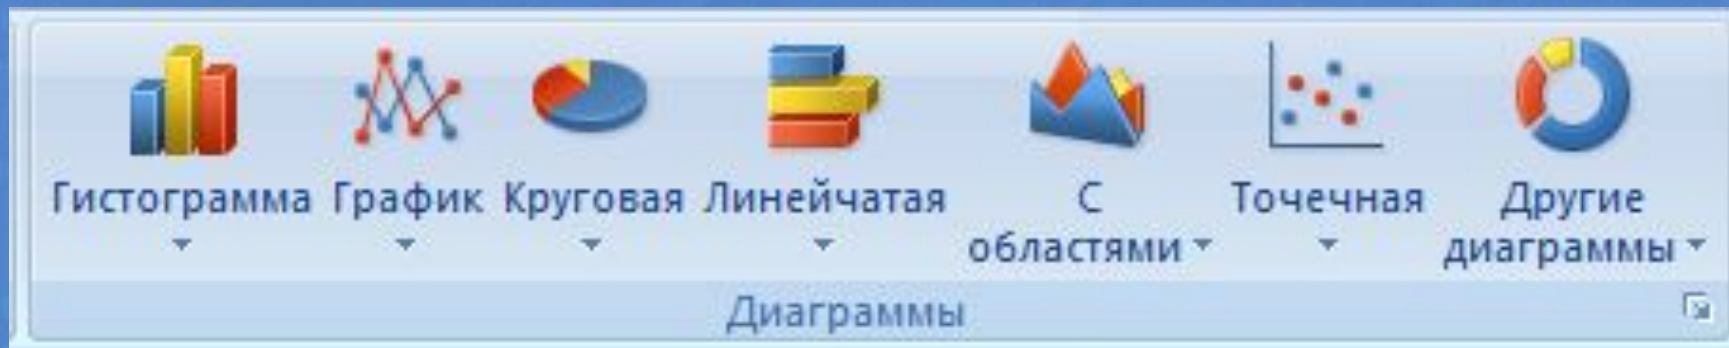 Гистограмма График Круговая Линейчатая С Точечная Другие
областями диаграммы
Диаграммы